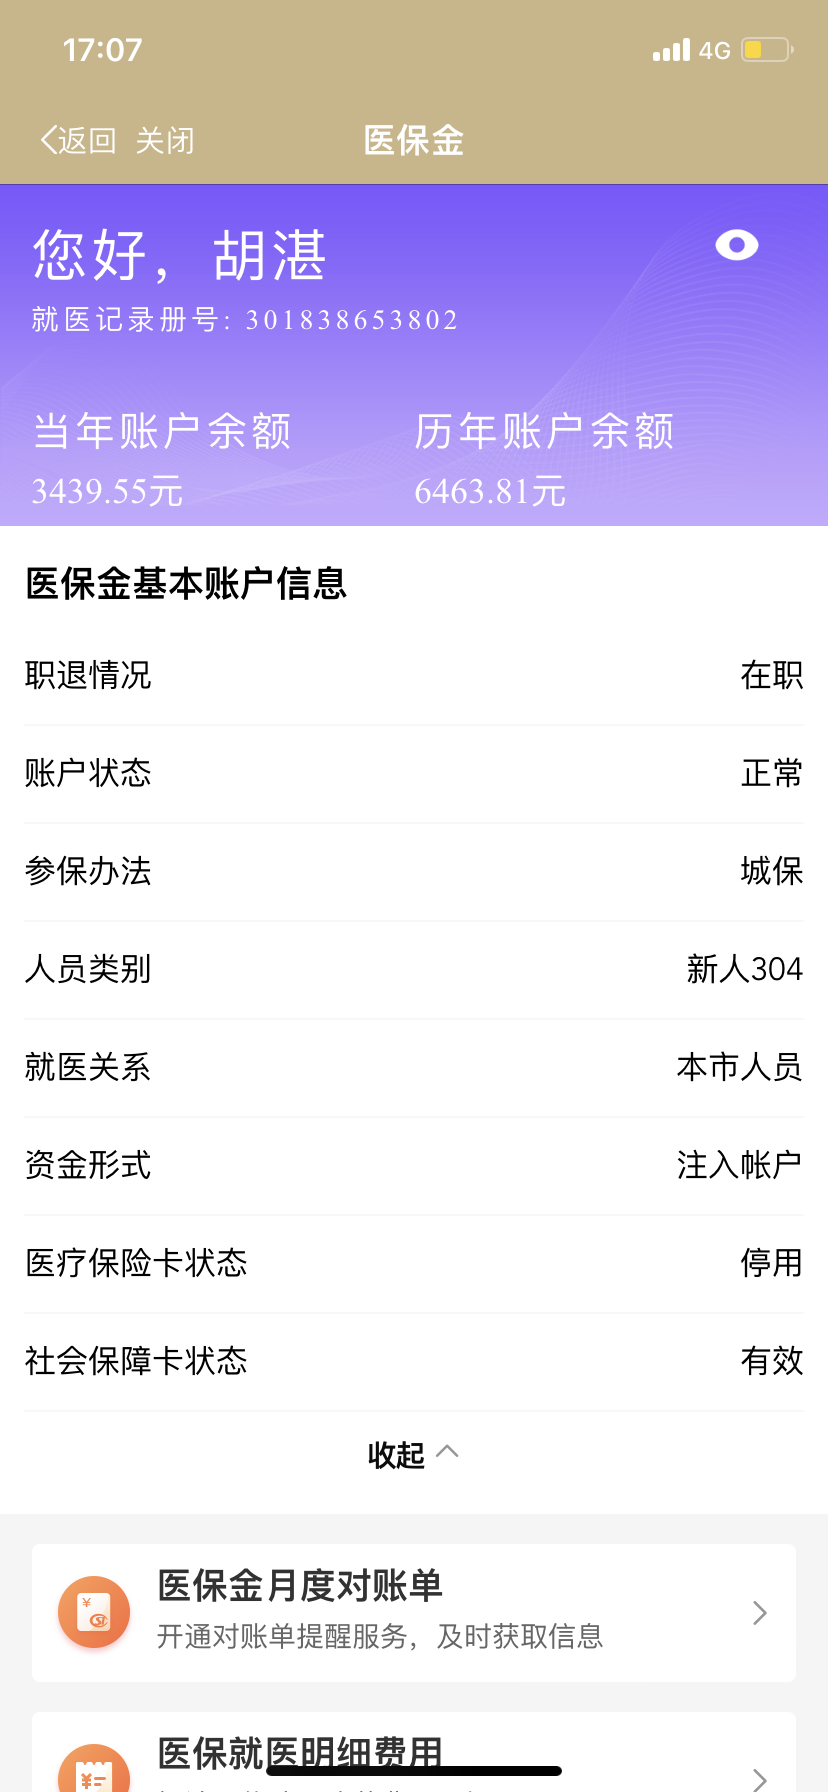 17:07 4G
返回 关闭 医保金
您好，胡湛
就医记录册号: 301838653802
当年账户余额 历年账户余额
3439.55元 6463.81元
医保金基本账户信息
职退情况 在职
账户状态 正常
参保办法 城保
人员类别 新人304
就医关系 本市人员
资金形式 注入帐户
医疗保险卡状态 停用
社会保障卡状态 有效
收起
医保金月度对账单
开通对账单提醒服务，及时获取信息
医保就医明细费用